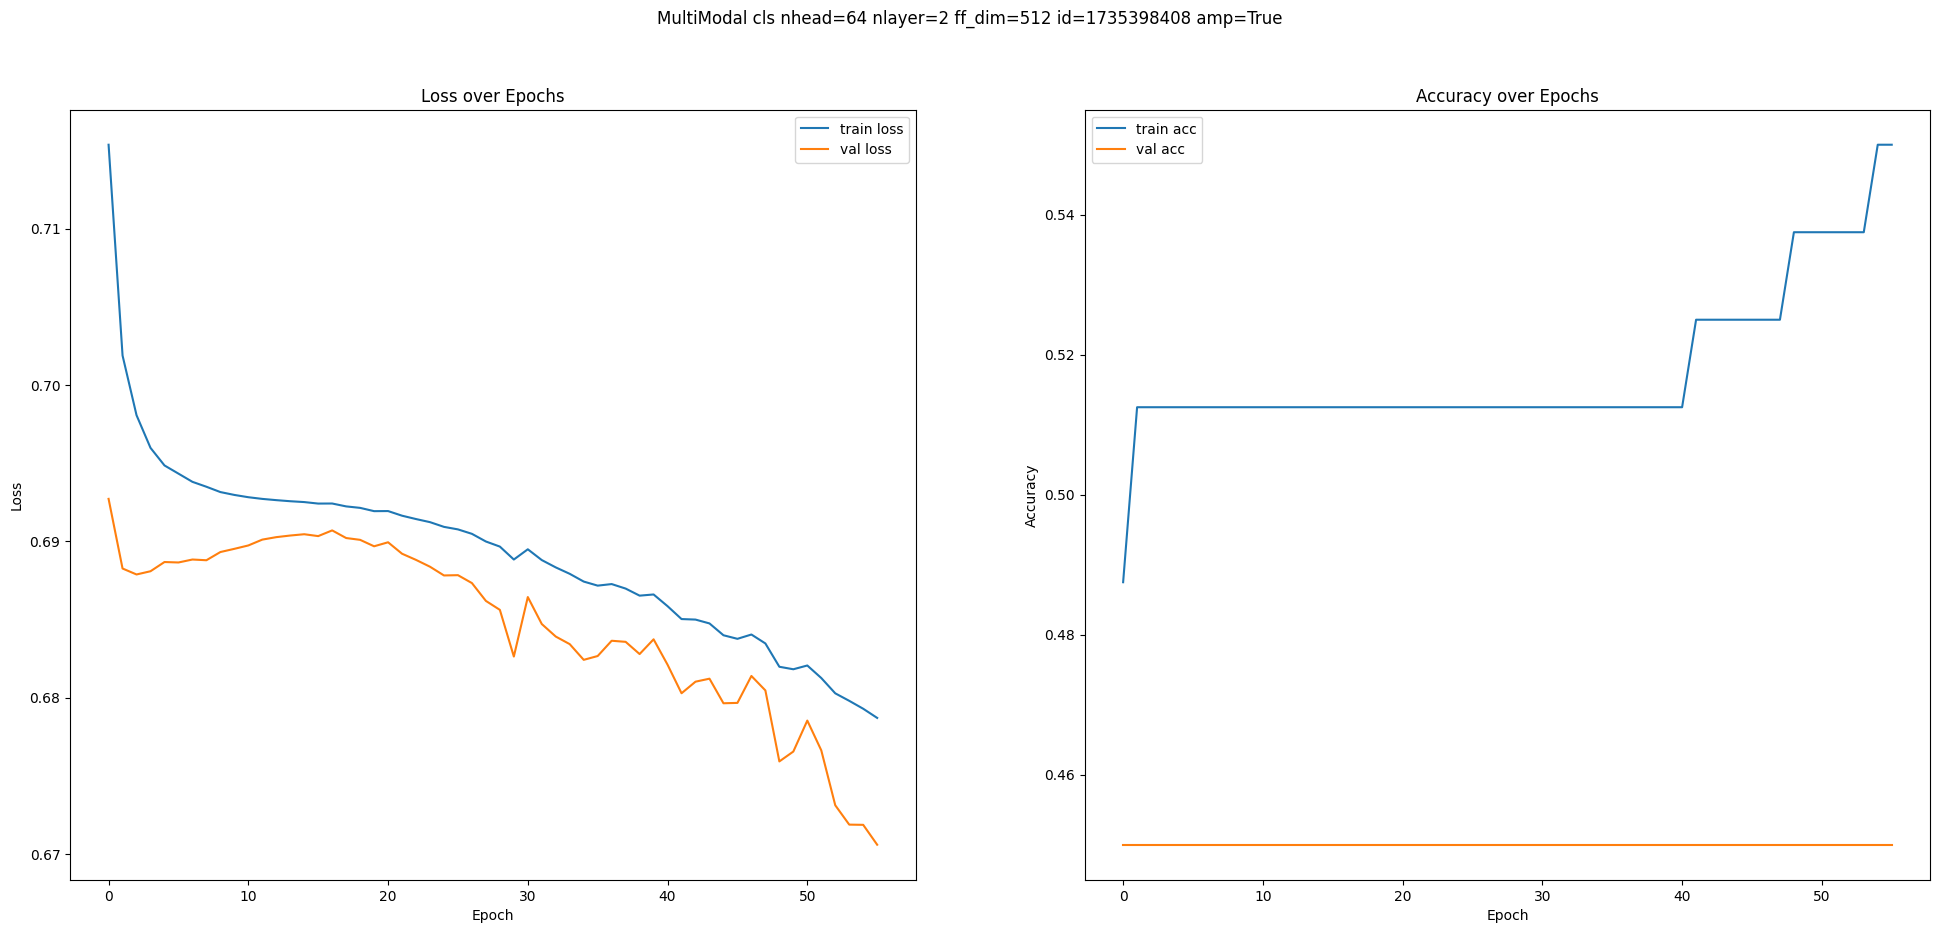 MultiModal cls nhead=64 nlayer=2 ff_dim=512 id=1735398408 amp=True
Loss over Epochs
train loss
val loss
0.71
0.70
0.69
0.68
0.67
Loss
0
10
20
30
40
50
Epoch
Accuracy over Epochs
train acc
val acc
0.54
0.52
0.50
0.48
0.46
Accuracy
0
10
20
30
40
50
Epoch